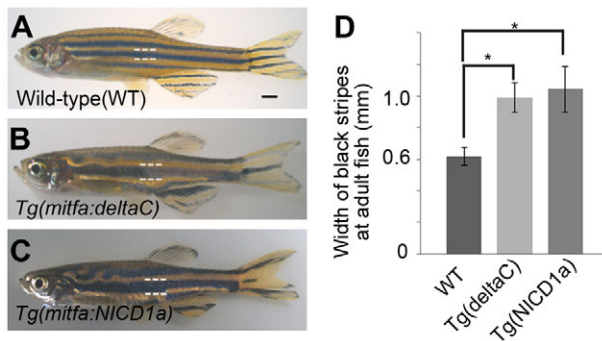 A
Wild-type(WT)
B
Tg(mitfa:deltaC)
C
Tg(mitfa:NICD1a)
D
Width of black stripes
at adult fish (mm)
*
*
1.0
0.6
0
WT
Tg(deltaC)
Tg(NICD1a)